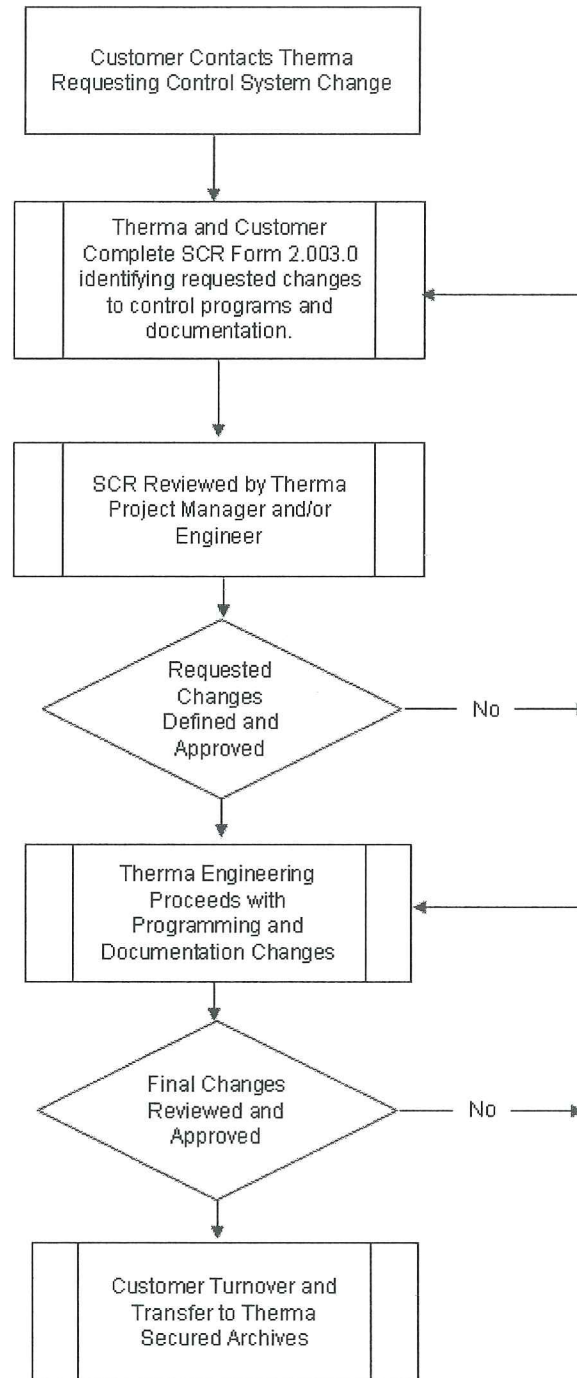 Customer Contacts Therma
Requesting Control System Change
Therma and Customer
Complete SCR Form 2.003.0
identifying requested changes
to control programs and
documentation.
SCR Reviewed by Therma
Project Manager and/or
Engineer
Requested
Changes
Defined and
Approved
No
Therma Engineering
Proceeds with
Programming and
Documentation Changes
Final Changes
Reviewed and
Approved
No
Customer Turnover and
Transfer to Therma
Secured Archives